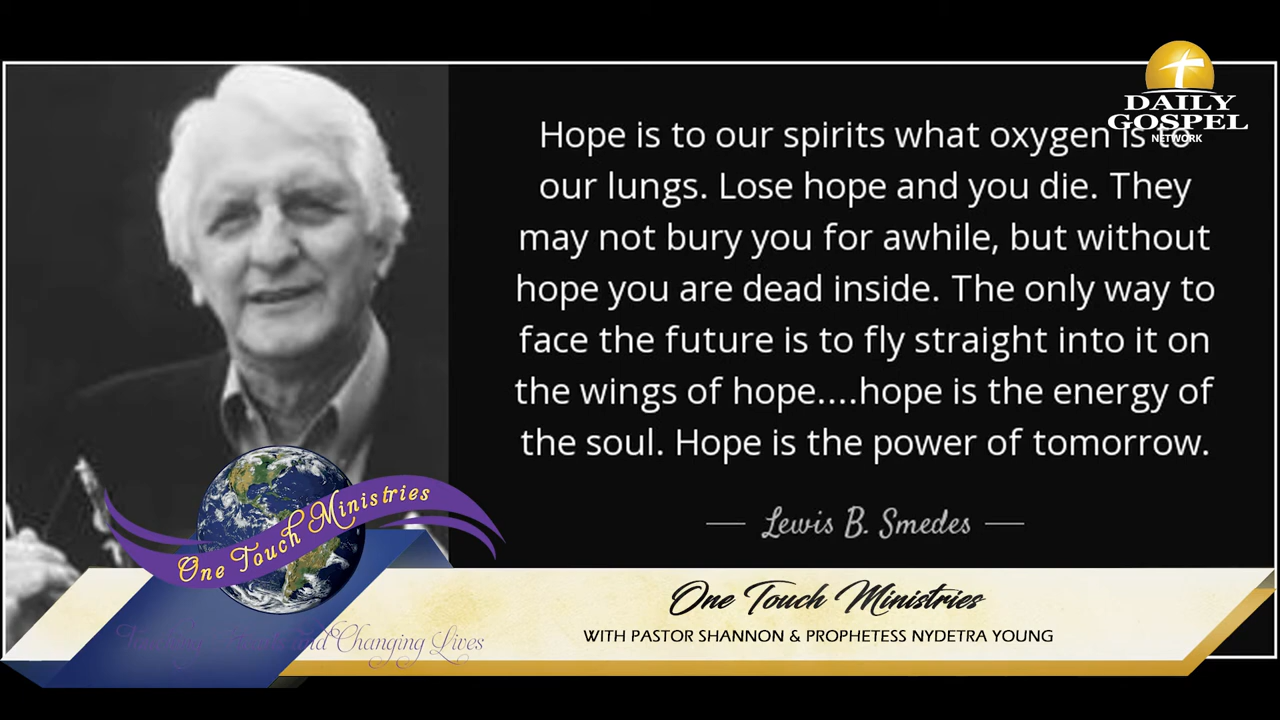 DAILY
GOSPEL
NETWORK
Hope is to our spirits what oxygen is to
our lungs. Lose hope and you die. They
may not bury you for awhile, but without
hope you are dead inside. The only way to
face the future is to fly straight into it on
the wings of hope....hope is the energy of
the soul. Hope is the power of tomorrow.
Lewis B. Smedes
One Touch Ministries
One Touch Ministries
WITH PASTOR SHANNON & PROPHETESS NYDETRA YOUNG
and Changing Lives